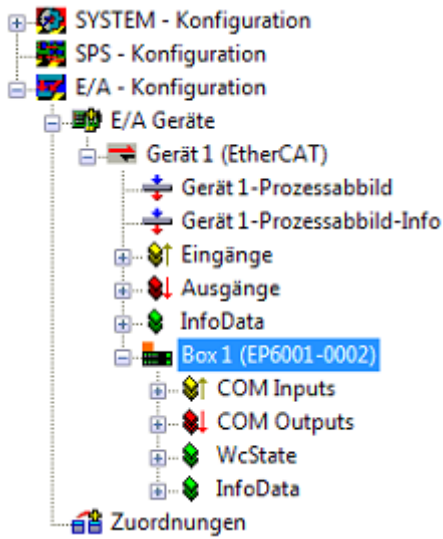 SYSTEM - Konfiguration
SPS - Konfiguration
E/A - Konfiguration
E/A Geräte
Gerät 1 (EtherCAT)
Gerät 1-Prozessabbild
Gerät 1-Prozessabbild-Info
Eingänge
Ausgänge
InfoData
Box 1 (EP6001-0002)
COM Inputs
COM Outputs
WcState
InfoData
Zuordnungen